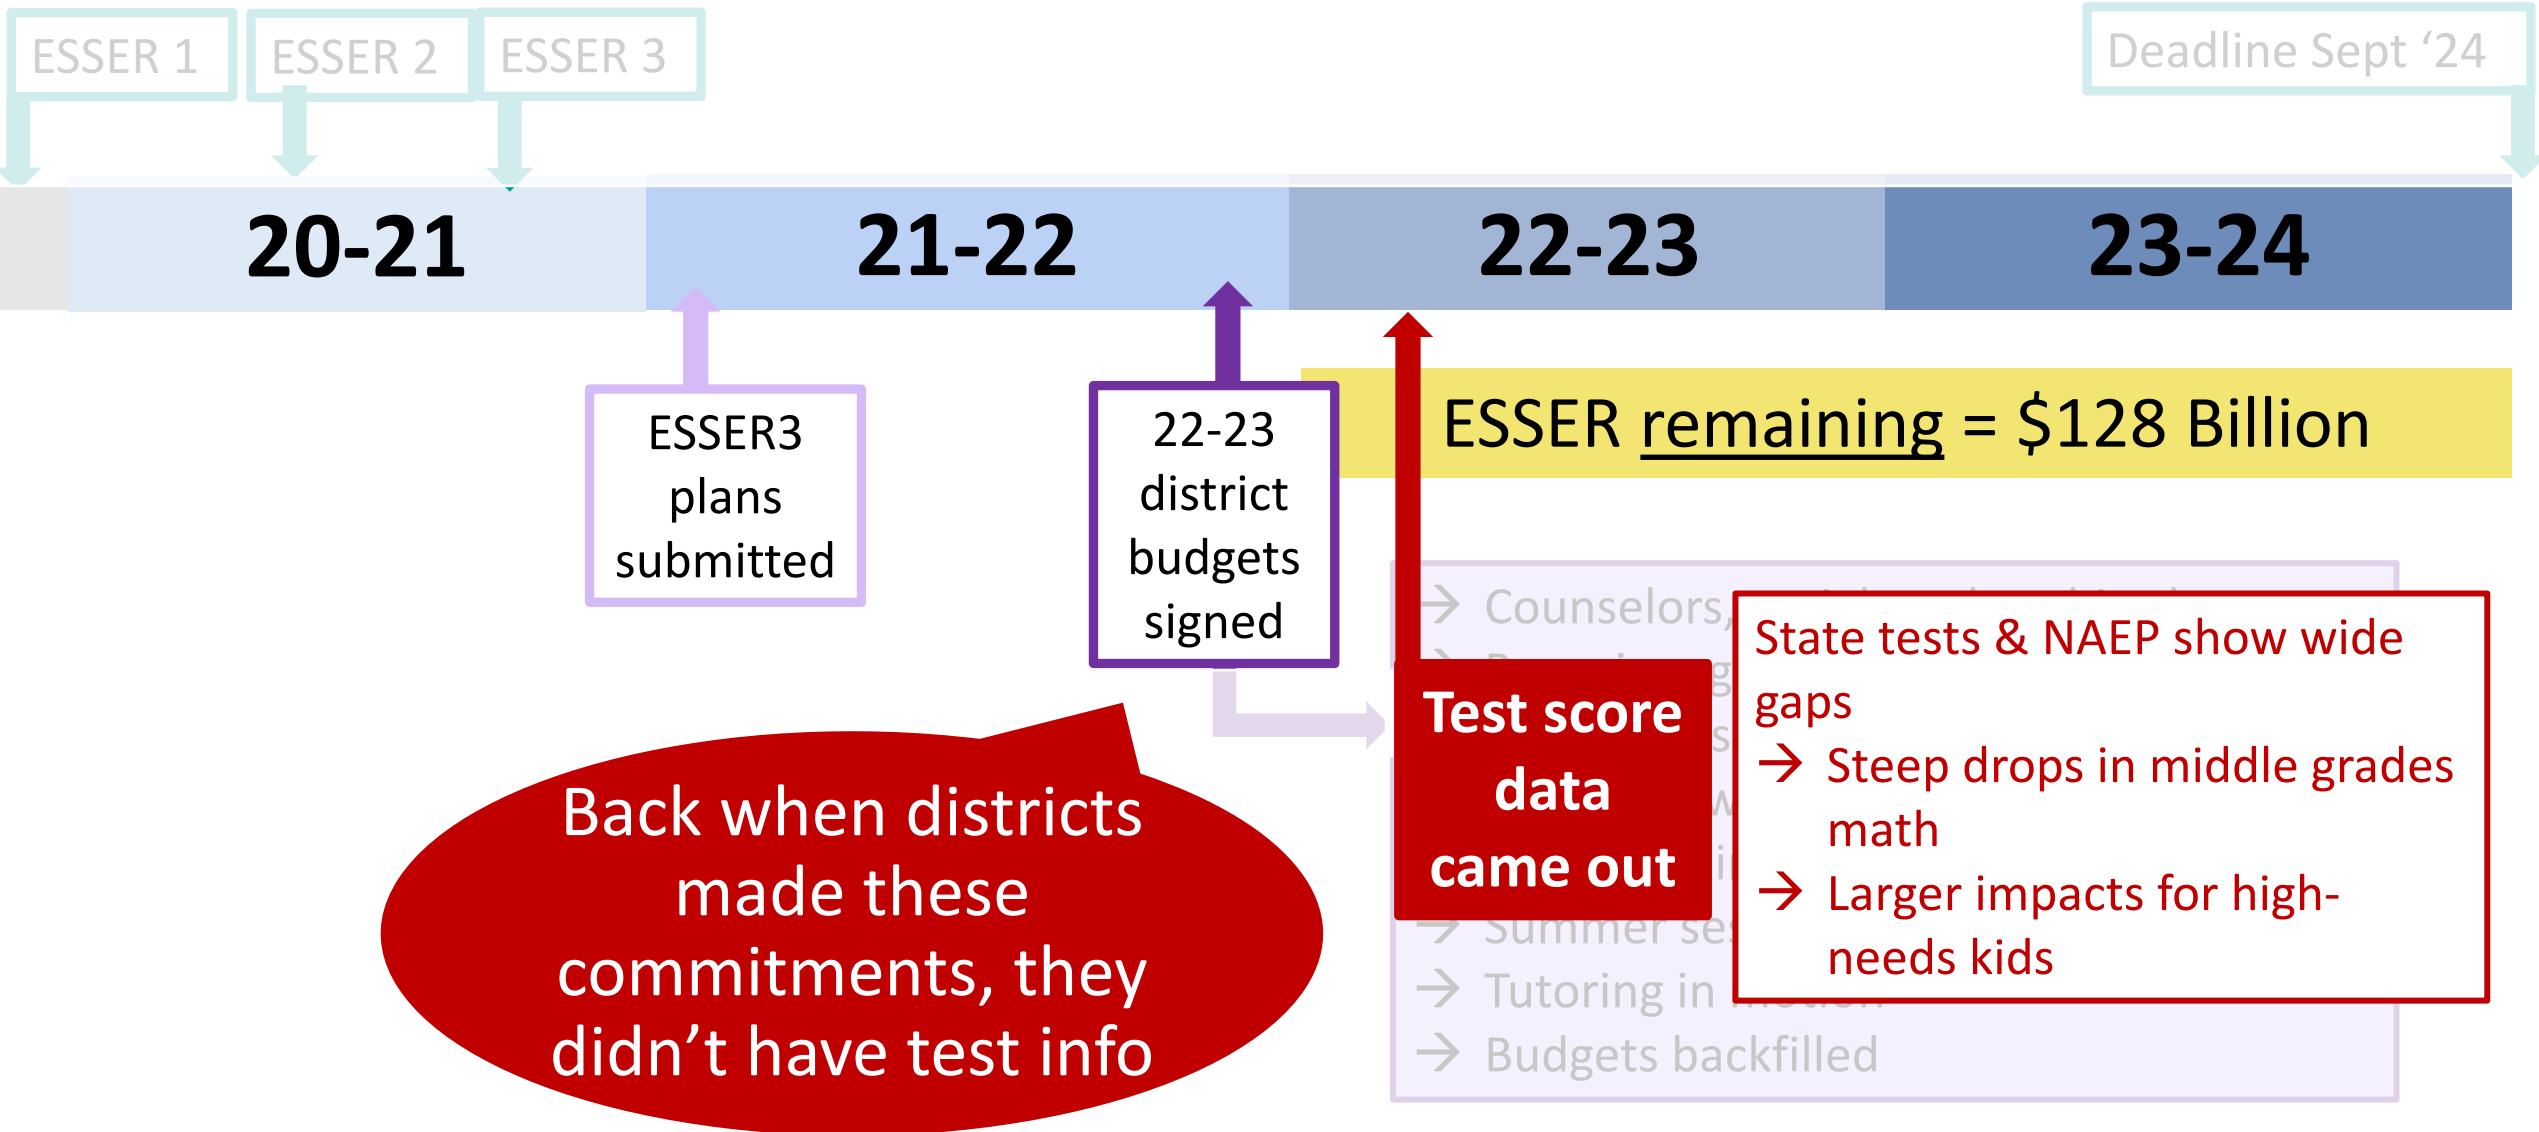 ESSER 1
ESSER 2
ESSER 3
Deadline Sept ‘24
20-21
21-22
22-23
23-24
ESSER3
plans
submitted
22-23
district
budgets
signed
ESSER remaining = $128 Billion
Back when districts
made these
commitments, they
didn’t have test info
Test score
data
came out
→ Counselors,
→ Summer
→ Tutoring in
→ Budgets backfilled
State tests & NAEP show wide
gaps
→ Steep drops in middle grades
math
→ Larger impacts for high-
needs kids